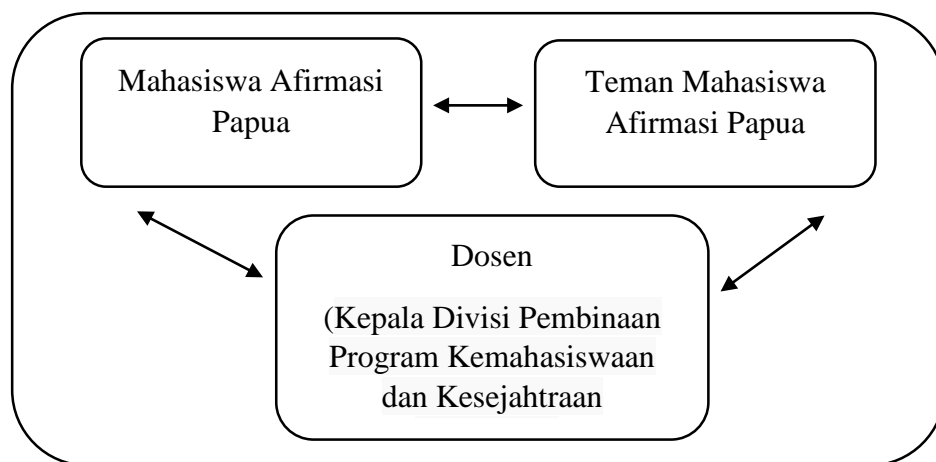 Mahasiswa Afirmasi
Papua
Teman Mahasiswa
Afirmasi Papua
Dosen
(Kepala Divisi Pembinaan
Program Kemahasiswaan
dan Kesejahtraan